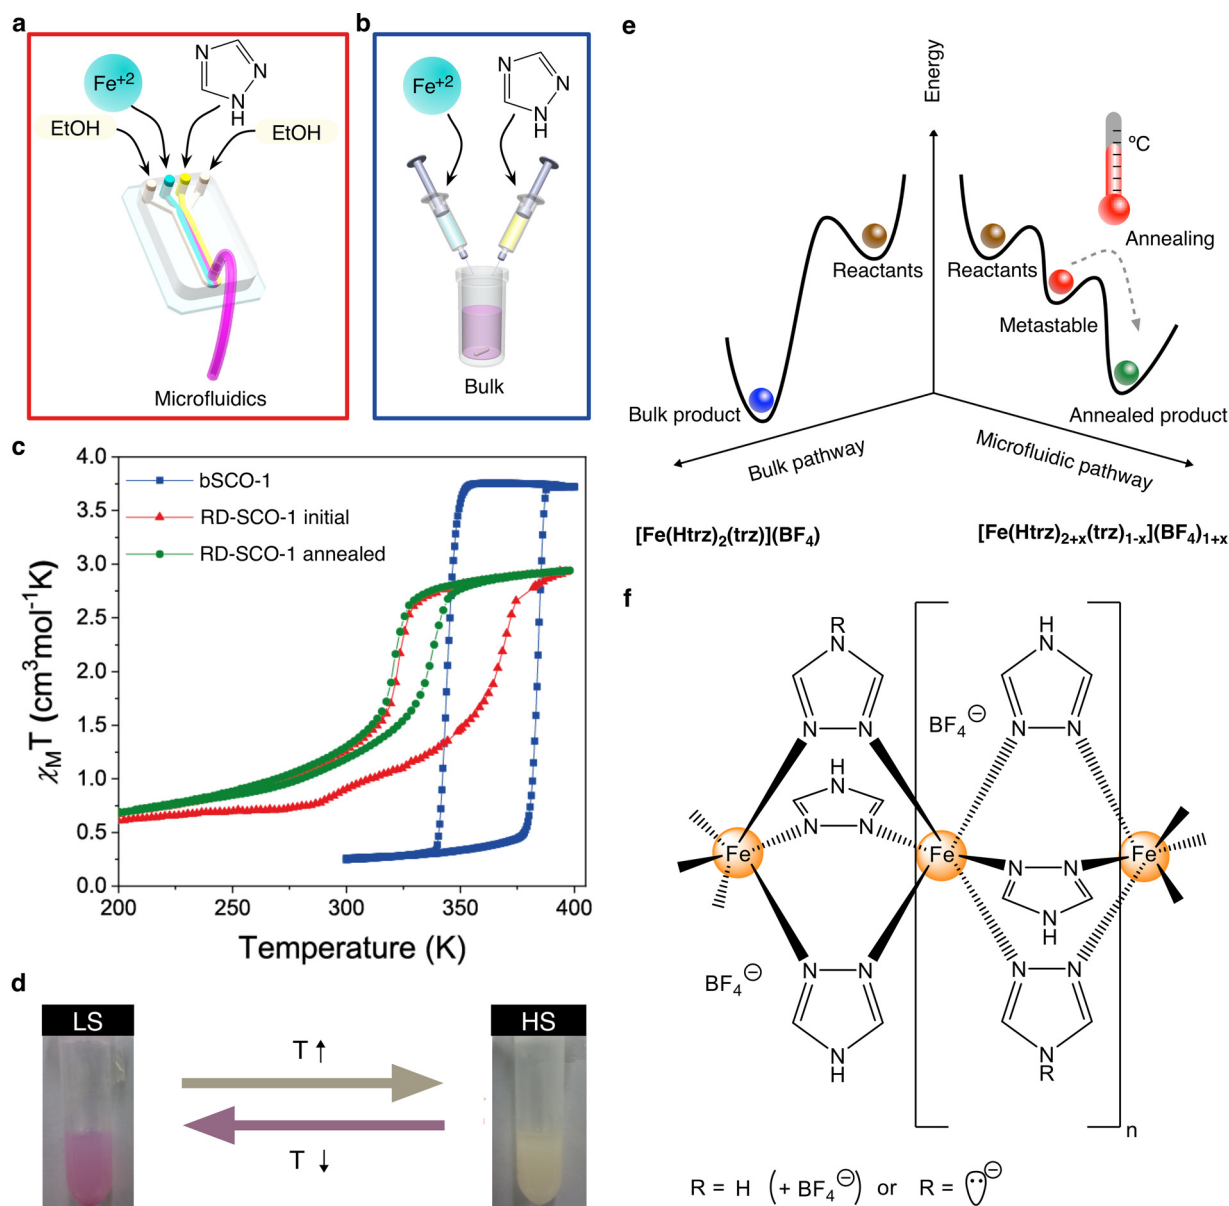 a
Fe+2
N
N
N
H
EtOH
EtOH
Microfluidics
b
Fe+2
N
N
N
H
Bulk
c
4.0
3.5
3.0
2.5
2.0
1.5
1.0
0.5
0.0
bSCO-1
RD-SCO-1 initial
RD-SCO-1 annealed
χMT (cm3mol-1K)
200
250
300
350
400
Temperature (K)
d
LS
HS
T ↑
T ↓
e
Energy
ºC
Annealing
Reactants
Reactants
Metastable
Bulk product
Annealed product
Bulk pathway
Microfluidic pathway
[Fe(Htrz)2(trz)](BF4)
[Fe(Htrz)2+x(trz)1-x](BF4)1+x
f
R
H
N
N
N N
N N
BF4⊖
H
N
N N
Fe
Fe
Fe
N N
N
H
N N
N N
BF4⊖
N
N
H
R
n
R = H (+ BF4⊖) or R = ⊖